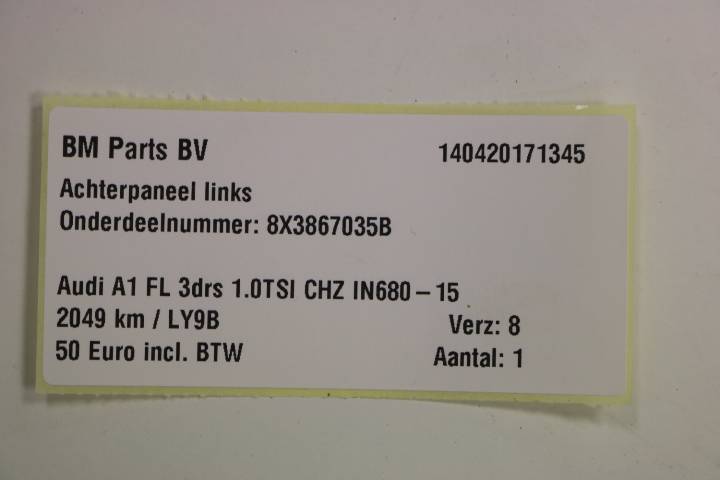 BM Parts BV 140420171345
Achterpaneel links
Onderdeelnummer: 8X3867035B
Audi A1 FL 3drs 1.0TSI CHZ IN680-15
2049 km / LY9B Verz: 8
50 Euro incl. BTW Aantal: 1